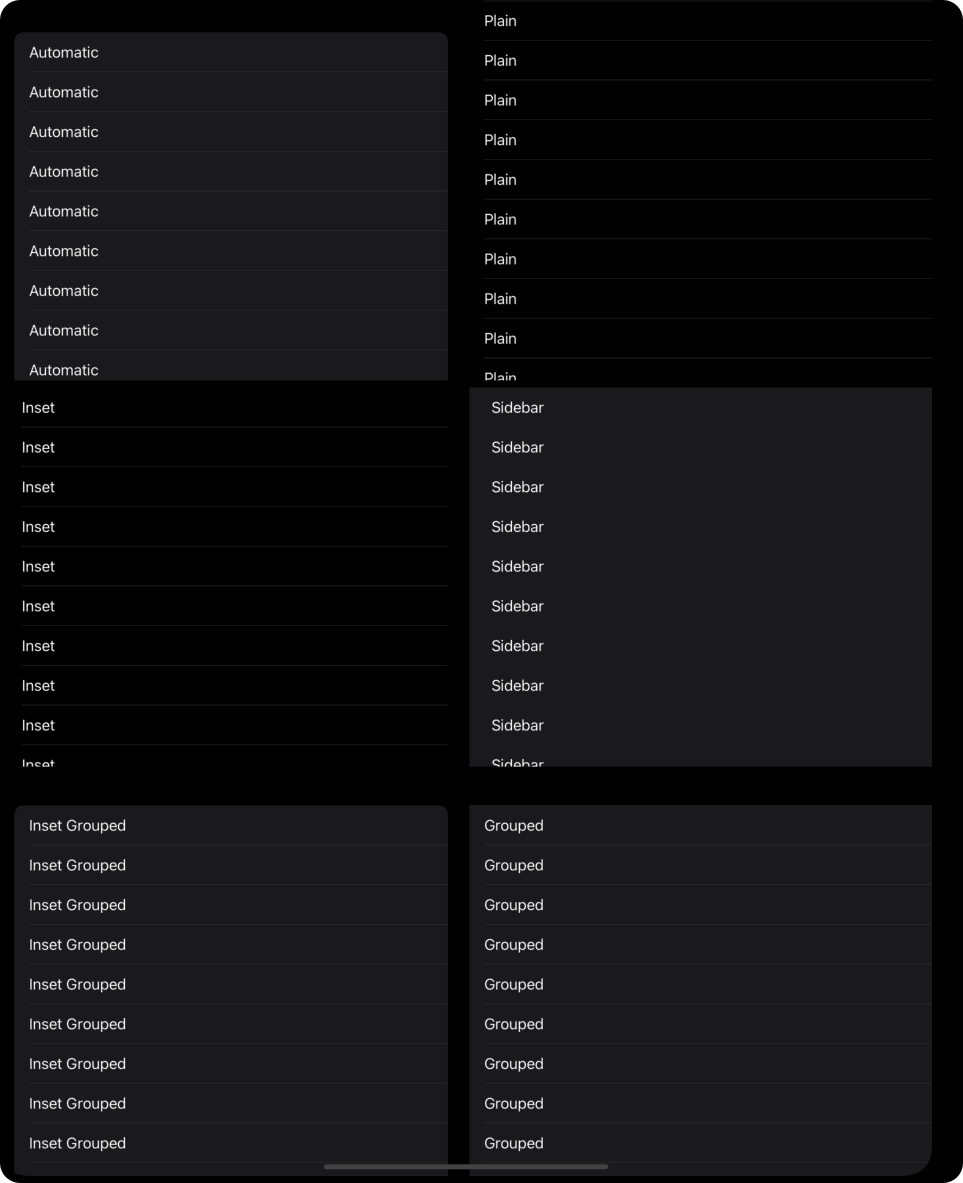 Automatic
Automatic
Automatic
Automatic
Automatic
Automatic
Automatic
Automatic
Automatic
Plain
Plain
Plain
Plain
Plain
Plain
Plain
Plain
Plain
Plain
Inset
Inset
Inset
Inset
Inset
Inset
Inset
Inset
Inset
Inset
Sidebar
Sidebar
Sidebar
Sidebar
Sidebar
Sidebar
Sidebar
Sidebar
Sidebar
Sidebar
Inset Grouped
Inset Grouped
Inset Grouped
Inset Grouped
Inset Grouped
Inset Grouped
Inset Grouped
Inset Grouped
Inset Grouped
Grouped
Grouped
Grouped
Grouped
Grouped
Grouped
Grouped
Grouped
Grouped